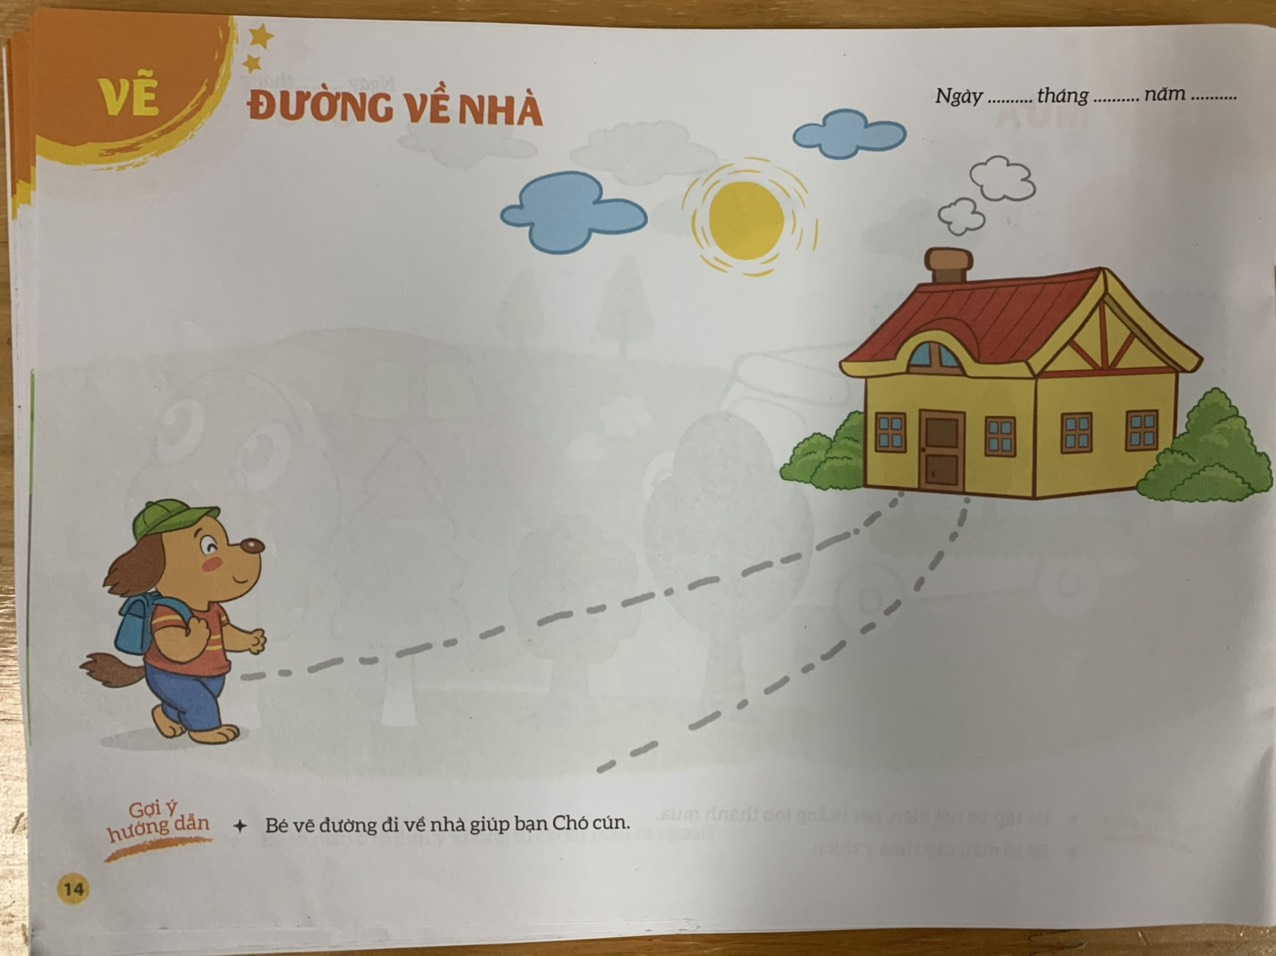 VẼ
ĐƯỜNG VỀ NHÀ
Ngày .......... tháng .......... năm ..........
Gợi ý
hướng dẫn
Bé vẽ đường đi về nhà giúp bạn Chó cún.
14